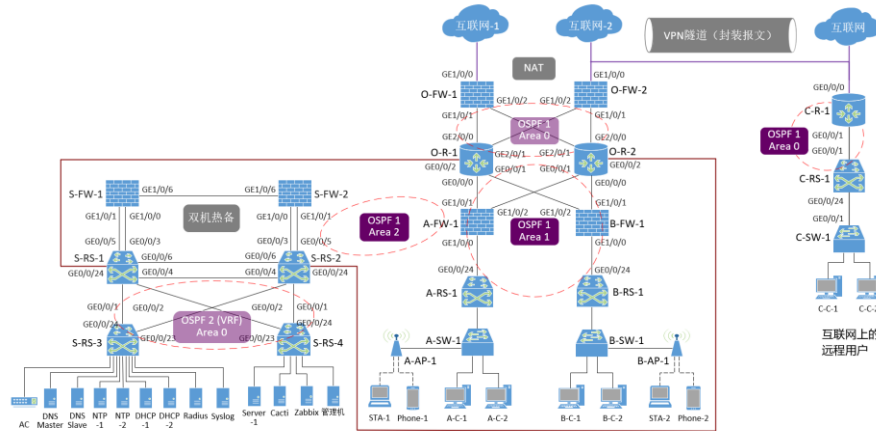 互联网-1
互联网-2
VPN隧道（封装报文）
互联网
GE1/0/0
NAT
GE1/0/0
GE0/0/0
O-FW-1
GE1/0/2
GE1/0/2
O-FW-2
C-R-1
GE1/0/1
GE1/0/1
OSPF 1
Area 0
GE0/0/1
GE0/0/1
OSPF 1
Area 0
GE2/0/0
GE2/0/0
O-R-1
GE2/0/1
GE2/0/1
O-R-2
GE0/0/2
GE0/0/2
C-RS-1
GE0/0/0
GE0/0/0
GE0/0/24
GE0/0/1
S-FW-1
GE1/0/6
GE1/0/6
S-FW-2
GE1/0/1
GE1/0/0
双机热备
GE1/0/0
GE1/0/1
OSPF 1
Area 2
GE1/0/1
GE1/0/1
A-FW-1
GE1/0/2
GE1/0/2
B-FW-1
OSPF 1
Area 1
C-SW-1
GE0/0/5
GE0/0/3
GE0/0/3
GE0/0/5
GE1/0/0
GE1/0/0
S-RS-1
GE0/0/6
GE0/0/6
S-RS-2
GE0/0/4
GE0/0/4
GE0/0/24
GE0/0/24
GE0/0/24
GE0/0/24
A-RS-1
B-RS-1
C-C-1
C-C-2
GE0/0/1
GE0/0/2
GE0/0/2
GE0/0/1
GE0/0/24
GE0/0/24
OSPF 2 (VRF)
Area 0
GE0/0/23
GE0/0/23
S-RS-3
S-RS-4
A-SW-1
B-SW-1
A-AP-1
B-AP-1
互联网上的
远程用户
AC
DNS
Master
DNS
Slave
NTP
-1
NTP
-2
DHCP
-1
DHCP
-2
Radius
Syslog
Server
-1
Cacti
Zabbix
管理机
STA-1
Phone-1
A-C-1
A-C-2
B-C-1
B-C-2
STA-2
Phone-2